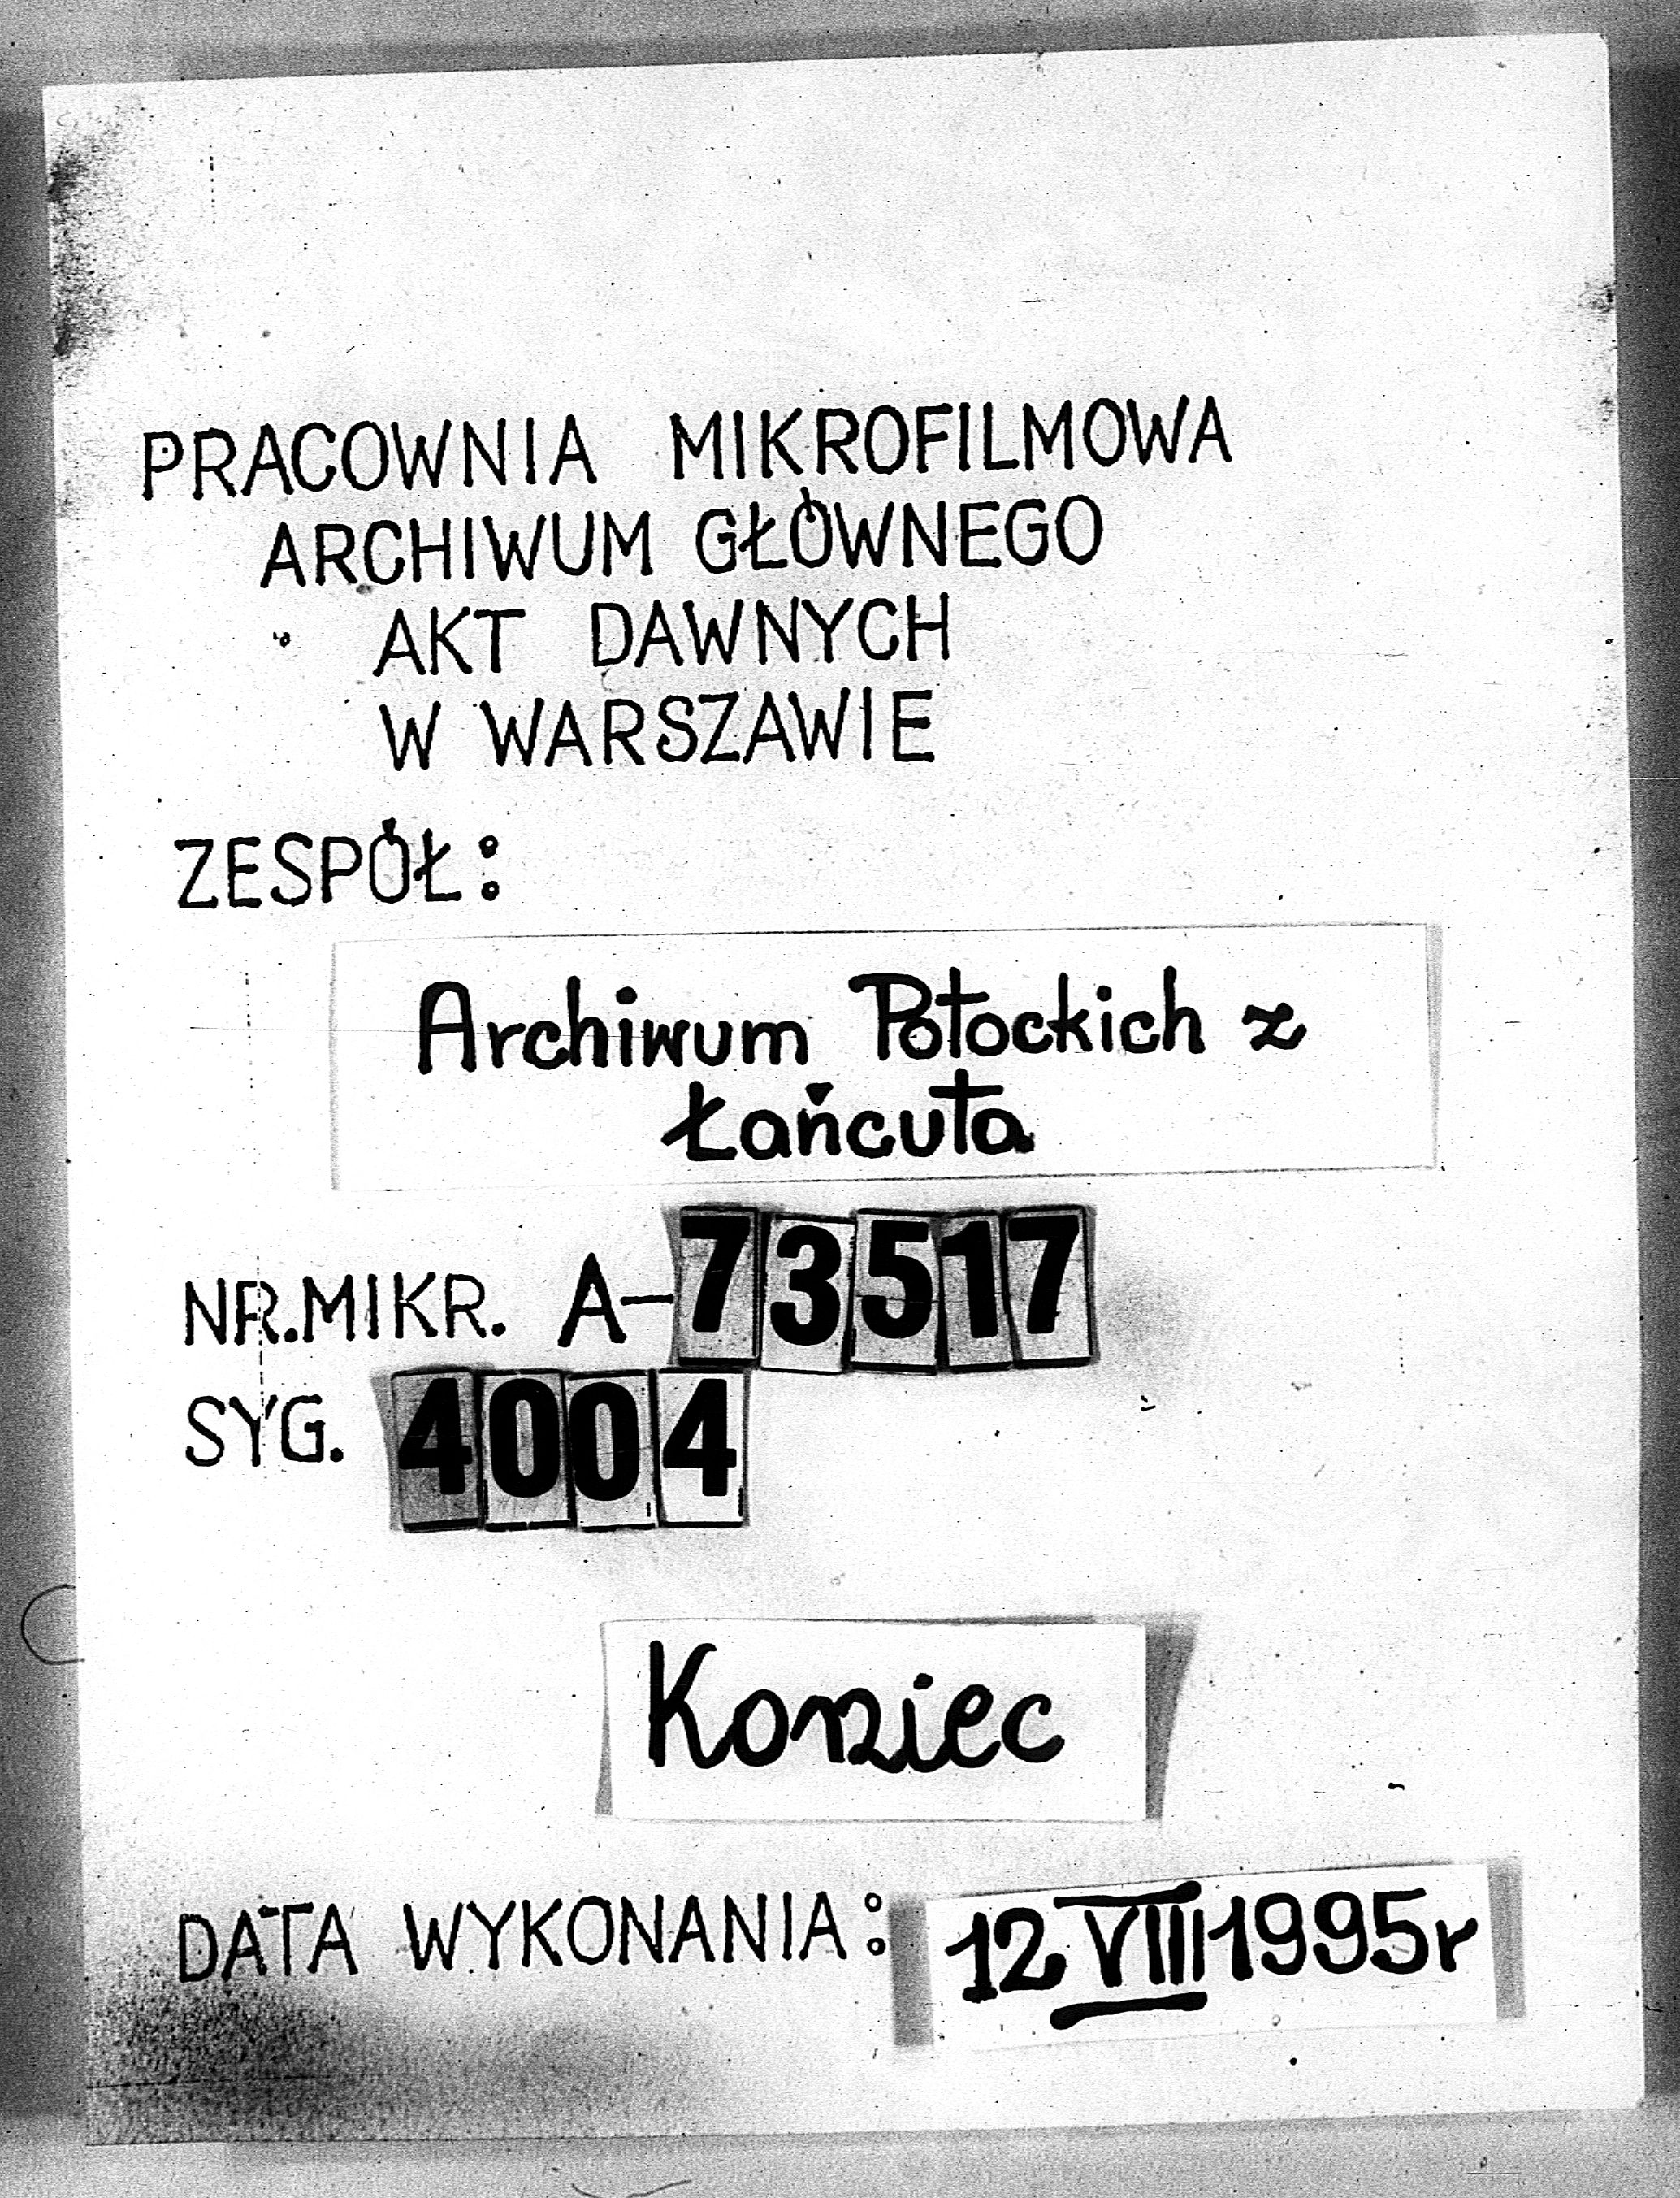 PRACOWNIA MIKROFILMOWA
ARCHIWUM GŁÓWNEGO
AKT DAWNYCH
W WARSZAWIE
ZESPÓŁ:
Archiwum Potockich z
Łańcuta
NR.MIKR. A-73517
SYG. 4004
Koniec
DATA WYKONANIA: 12 VIII 1995r